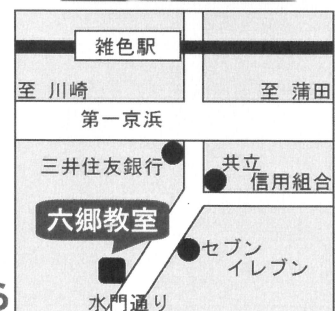 雑色駅
至 川崎
至 蒲田
第一京浜
三井住友銀行
共立
信用組合
六郷教室
セブン
イレブン
水門通り